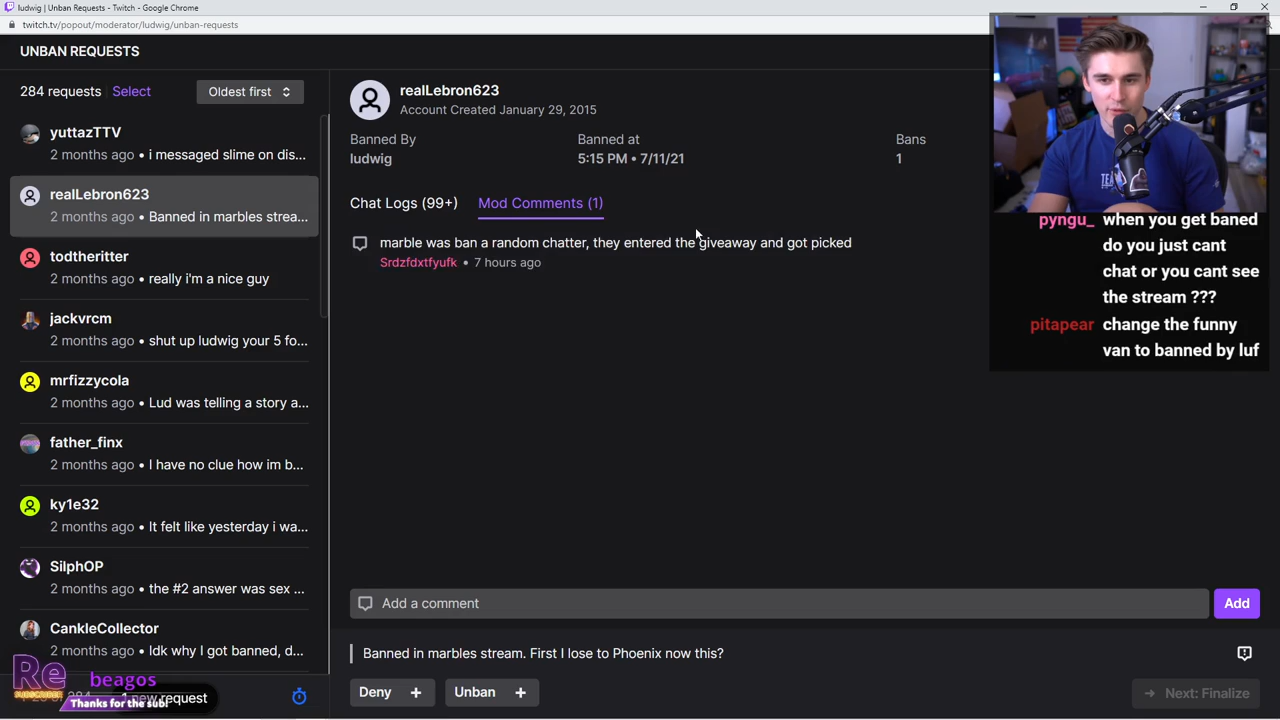 ludwig | Unban Requests - Twitch - Google Chrome
twitch.tv/popout/moderator/ludwig/unban-requests
UNBAN REQUESTS
284 requests Select Oldest first
yuttazTTV
2 months ago • i messaged slime on dis...
realLebron623
2 months ago • Banned in marbles strea...
todtheritter
2 months ago • really i'm a nice guy
jackvrcm
2 months ago • shut up ludwig your 5 fo...
mrfizzycola
2 months ago • Lud was telling a story a...
father_finx
2 months ago • I have no clue how im b...
ky1e32
2 months ago • It felt like yesterday i wa...
SilphOP
2 months ago • the #2 answer was sex ...
CankleCollector
2 months ago • Idk why I got banned, d...
1 new request
Re
SUBSCRIBER
beagos
Thanks for the sub!
realLebron623
Account Created January 29, 2015
Banned By Banned at Bans
ludwig 5:15 PM • 7/11/21 1
Chat Logs (99+) Mod Comments (1)
marble was ban a random chatter, they entered the giveaway and got picked
Srdzfdxtfyufk • 7 hours ago
Add a comment Add
Banned in marbles stream. First I lose to Phoenix now this?
Deny + Unban + Next: Finalize
pyngu_ when you get baned
do you just cant
chat or you cant see
the stream ???
pitapear change the funny
van to banned by luf